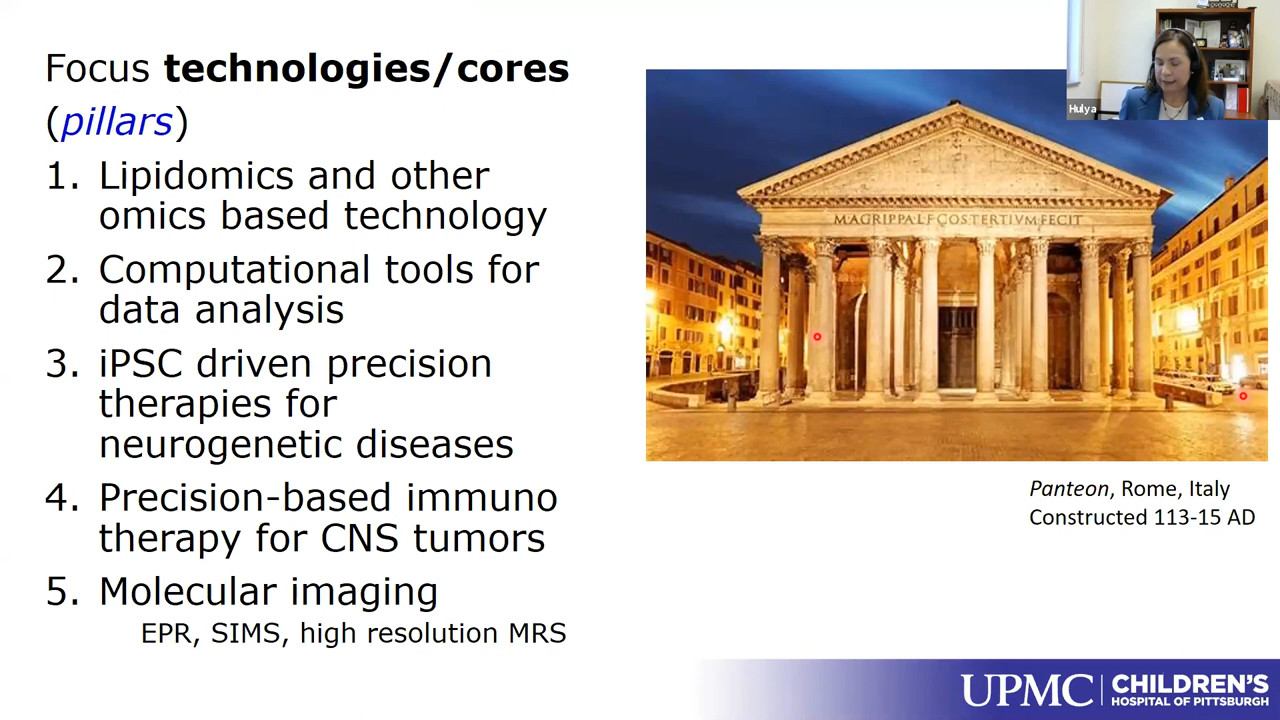 Focus technologies/cores
(pillars)
1. Lipidomics and other
omics based technology
2. Computational tools for
data analysis
3. iPSC driven precision
therapies for
neurogenetic diseases
4. Precision-based immuno
therapy for CNS tumors
5. Molecular imaging
EPR, SIMS, high resolution MRS
Hulya
M·AGRIPPA·L·F·COS·TERTIVM·FECIT
Panteon, Rome, Italy
Constructed 113-15 AD
UPMC CHILDREN'S
HOSPITAL OF PITTSBURGH